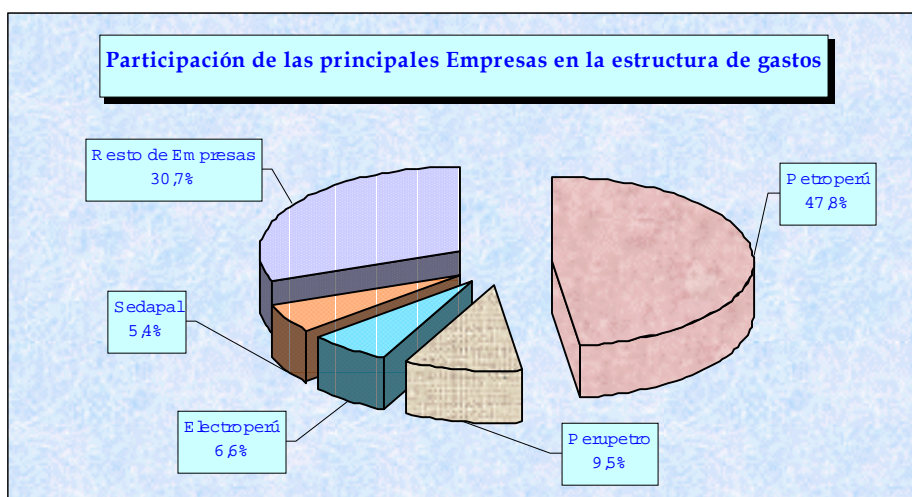 Participación de las principales Empresas en la estructura de gastos
Resto de Empresas
30,7%
Petroperú
47,8%
Sedapal
5,4%
Electroperú
6,6%
Perupetro
9,5%